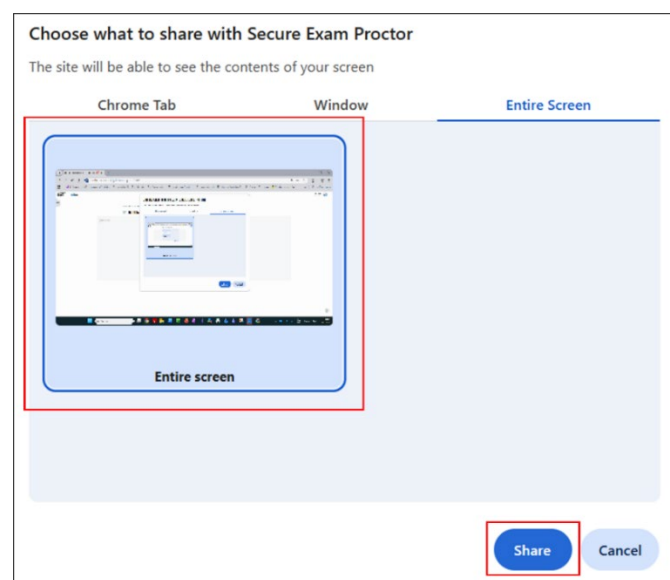 Choose what to share with Secure Exam Proctor
The site will be able to see the contents of your screen
Chrome Tab Window Entire Screen
Entire screen
Share Cancel